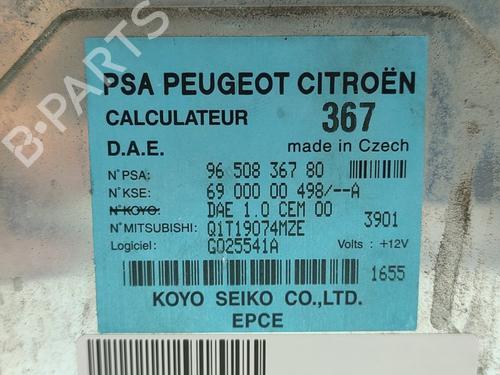 PSA PEUGEOT CITROËN
CALCULATEUR 367
D.A.E. made in Czech
N°PSA: 96 508 367 80
N°KSE: 69 000 00 498/--A
N°KOYO: DAE 1.0 CEM 00
N°MITSUBISHI: Q1T19074MZE 3901
Logiciel: G025541A Volts : +12V
1655
KOYO SEIKO CO.,LTD.
EPCE
B-PARTS